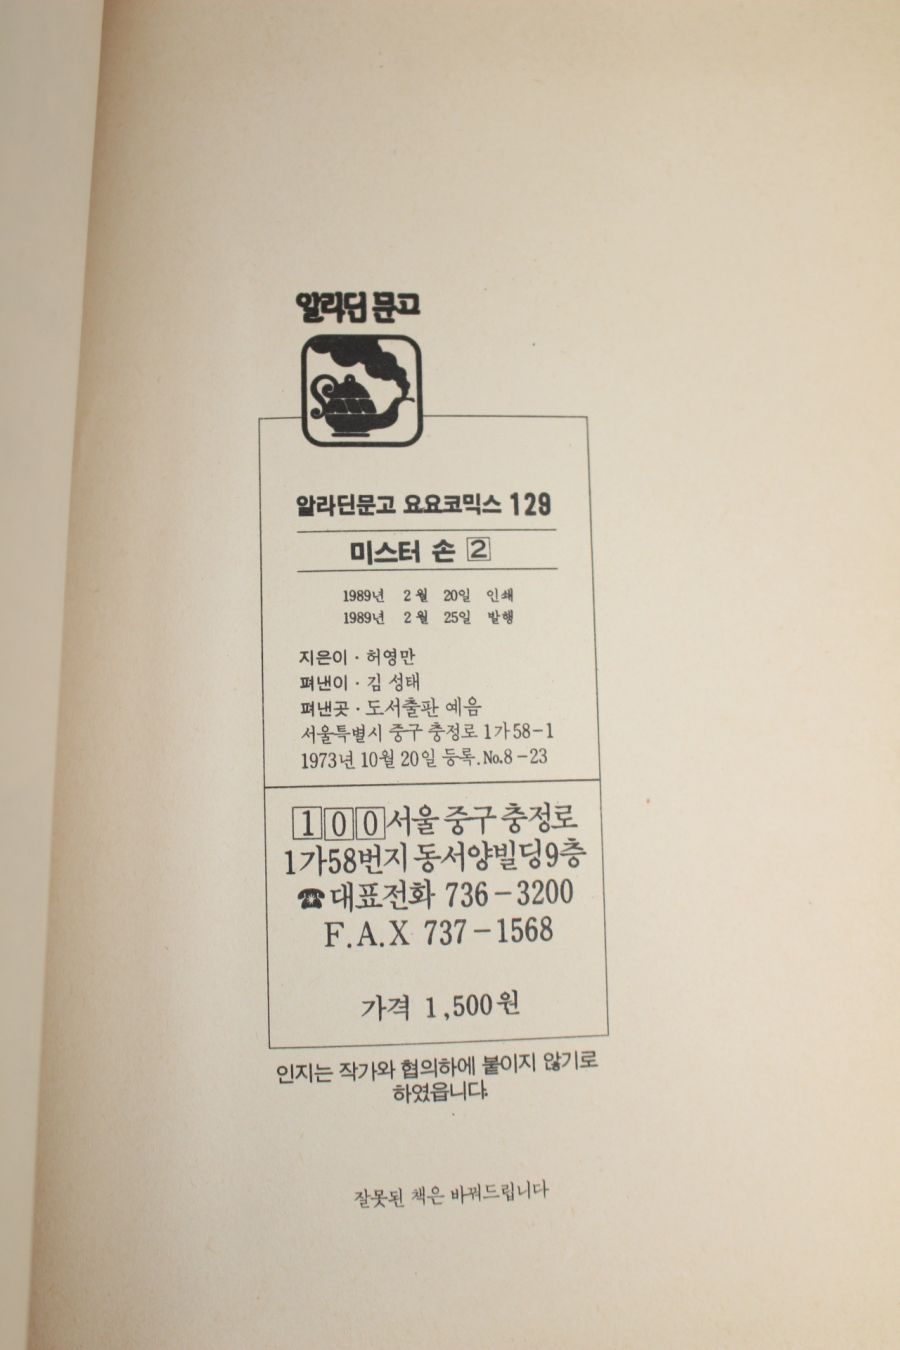 알라딘 문고
알라딘문고 요요코믹스 129
미스터 손 2
1989년 2월 20일 인쇄
1989년 2월 25일 발행
지은이 · 허영만
펴낸이 · 김 성태
펴낸곳 · 도서출판 예음
서울특별시 중구 충정로 1가 58-1
1973년 10월 20일 등록. No.8-23
100 서울 중구 충정로
1가58번지 동서양빌딩9층
☎대표전화 736-3200
F.A.X 737-1568
가격 1,500원
인지는 작가와 협의하에 붙이지 않기로
하였읍니다.
잘못된 책은 바꿔드립니다